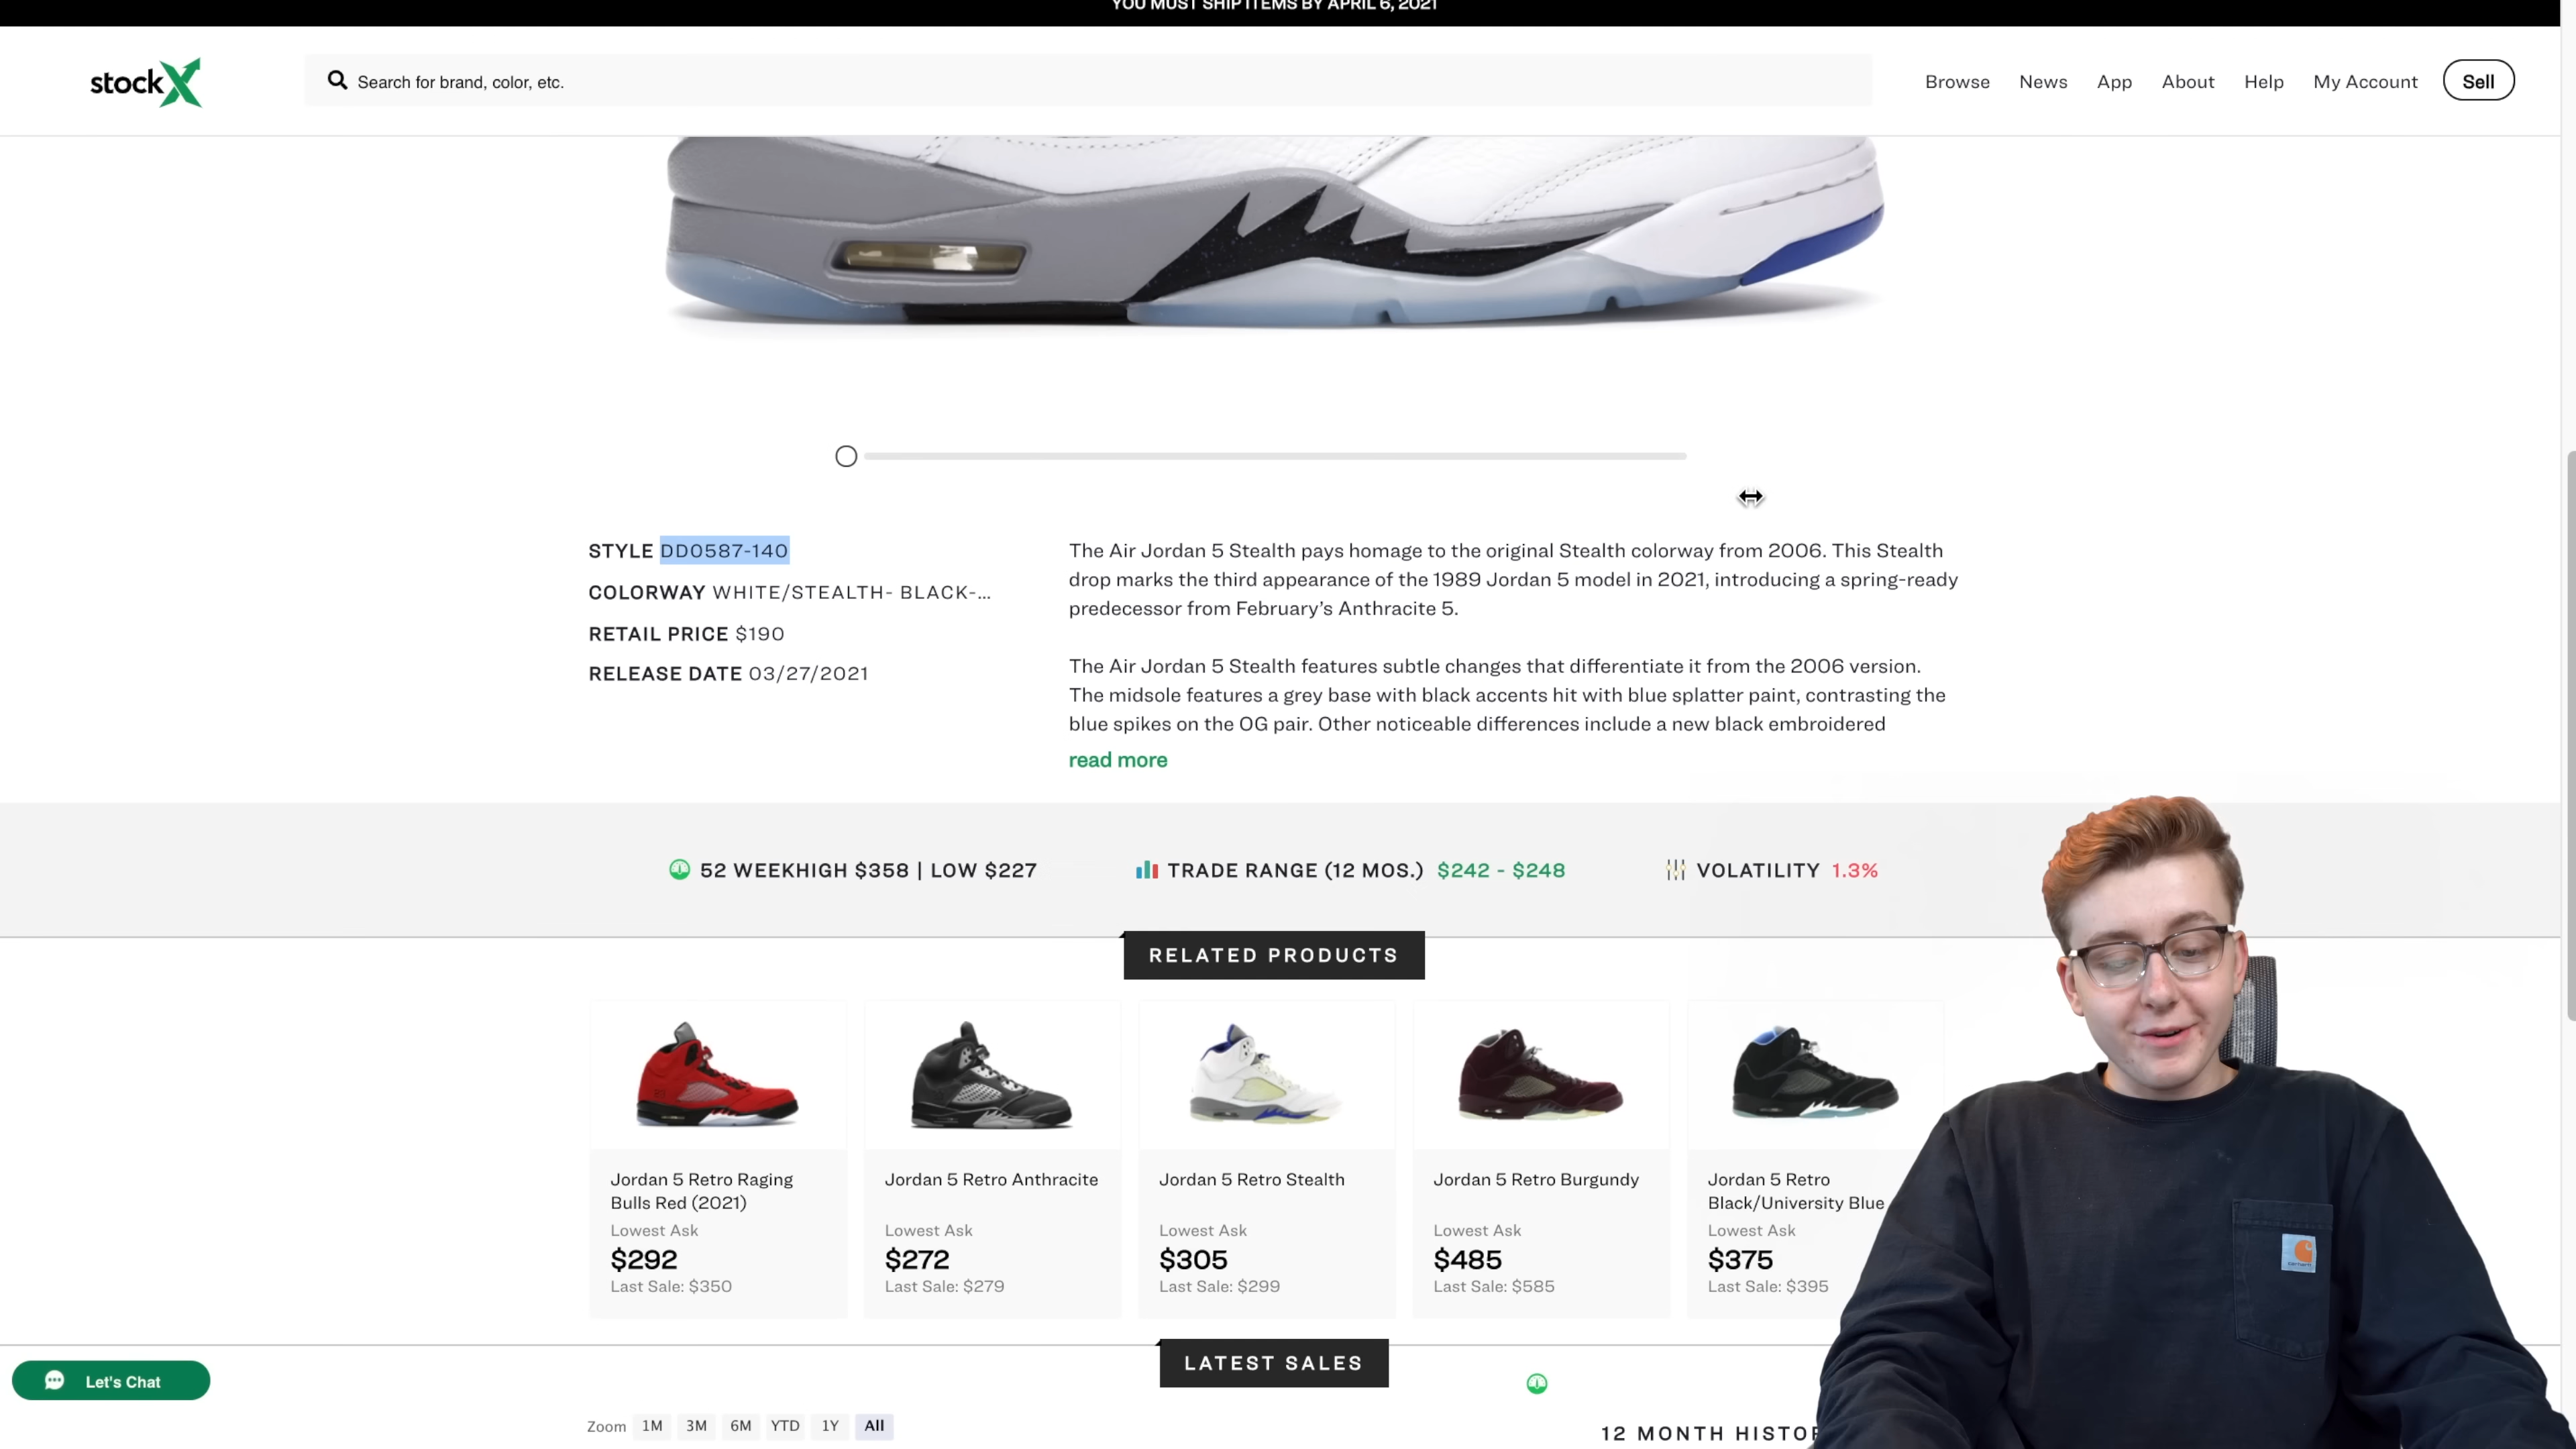 YOU MUST SHIP ITEMS BY APRIL 6, 2021
stockX
Search for brand, color, etc.
Browse News App About Help My Account Sell
STYLE DD0587-140
COLORWAY WHITE/STEALTH- BLACK-...
RETAIL PRICE $190
RELEASE DATE 03/27/2021
The Air Jordan 5 Stealth pays homage to the original Stealth colorway from 2006. This Stealth
drop marks the third appearance of the 1989 Jordan 5 model in 2021, introducing a spring-ready
predecessor from February's Anthracite 5.
The Air Jordan 5 Stealth features subtle changes that differentiate it from the 2006 version.
The midsole features a grey base with black accents hit with blue splatter paint, contrasting the
blue spikes on the OG pair. Other noticeable differences include a new black embroidered
read more
52 WEEKHIGH $358 | LOW $227
TRADE RANGE (12 MOS.) $242 - $248
VOLATILITY 1.3%
RELATED PRODUCTS
Jordan 5 Retro Raging
Bulls Red (2021)
Lowest Ask
$292
Last Sale: $350
Jordan 5 Retro Anthracite
Lowest Ask
$272
Last Sale: $279
Jordan 5 Retro Stealth
Lowest Ask
$305
Last Sale: $299
Jordan 5 Retro Burgundy
Lowest Ask
$485
Last Sale: $585
Jordan 5 Retro
Black/University Blue
Lowest Ask
$375
Last Sale: $395
LATEST SALES
Let's Chat
Zoom 1M 3M 6M YTD 1Y All
12 MONTH HISTOR